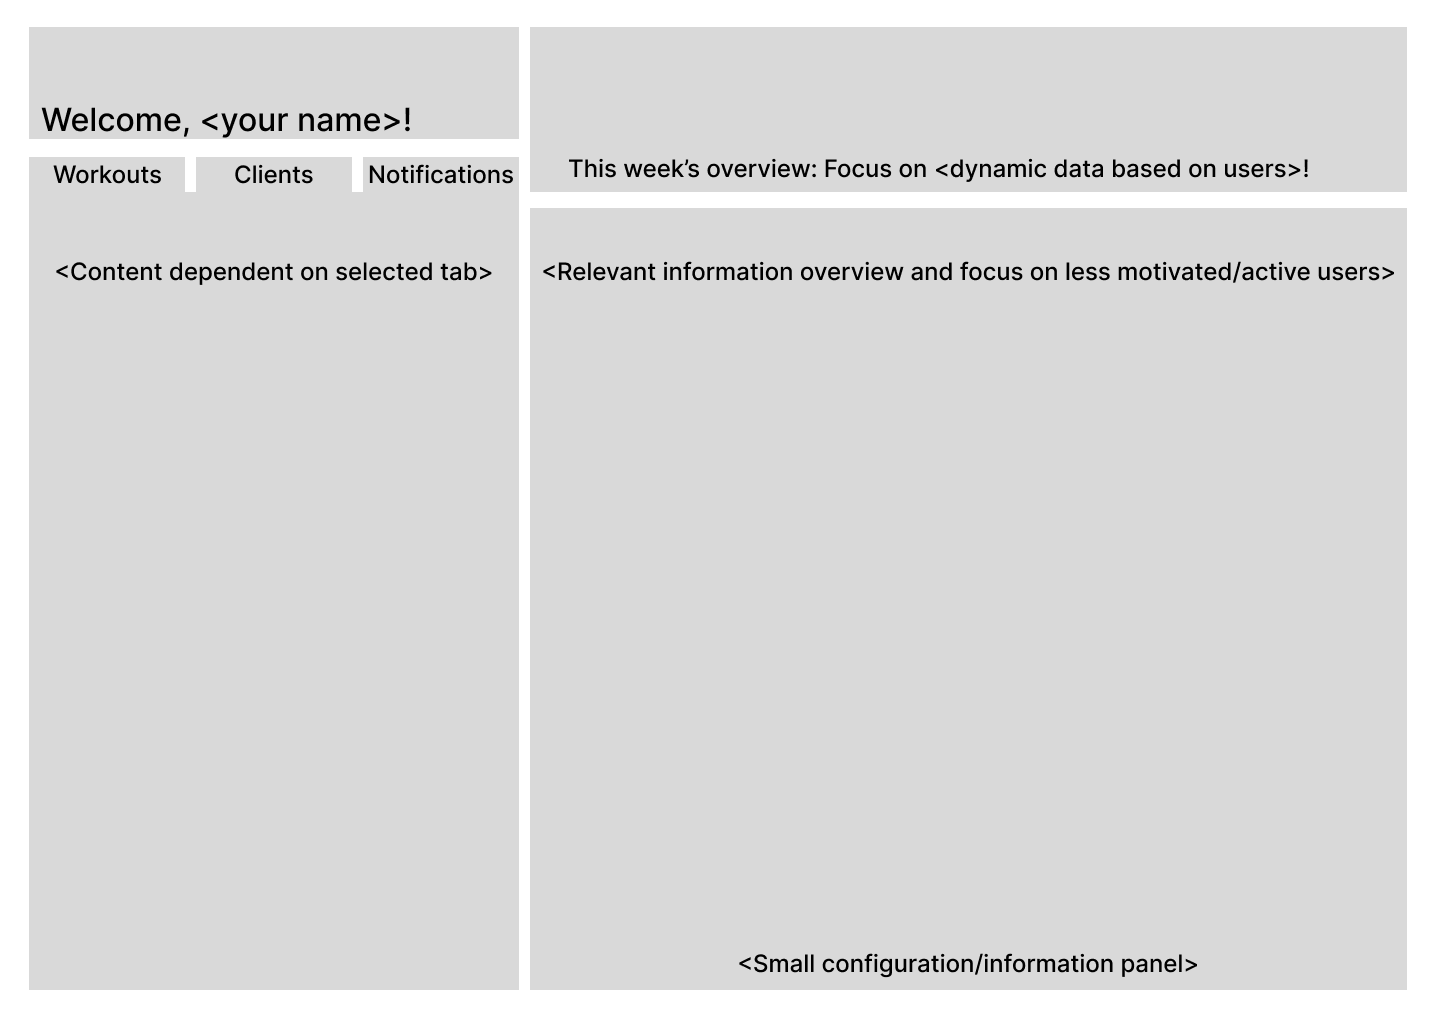 Welcome, <your name>!
Workouts
Clients
Notifications
<Content dependent on selected tab>
This week’s overview: Focus on <dynamic data based on users>!
<Relevant information overview and focus on less motivated/active users>
<Small configuration/information panel>